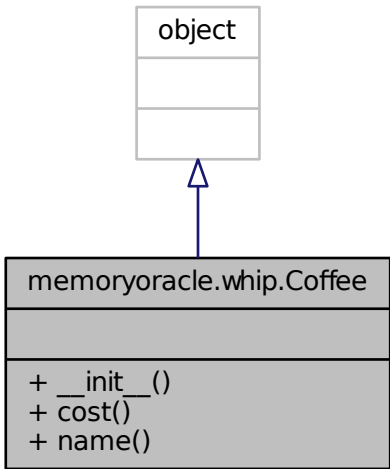 object
memoryoracle.whip.Coffee
+ __init__()
+ cost()
+ name()